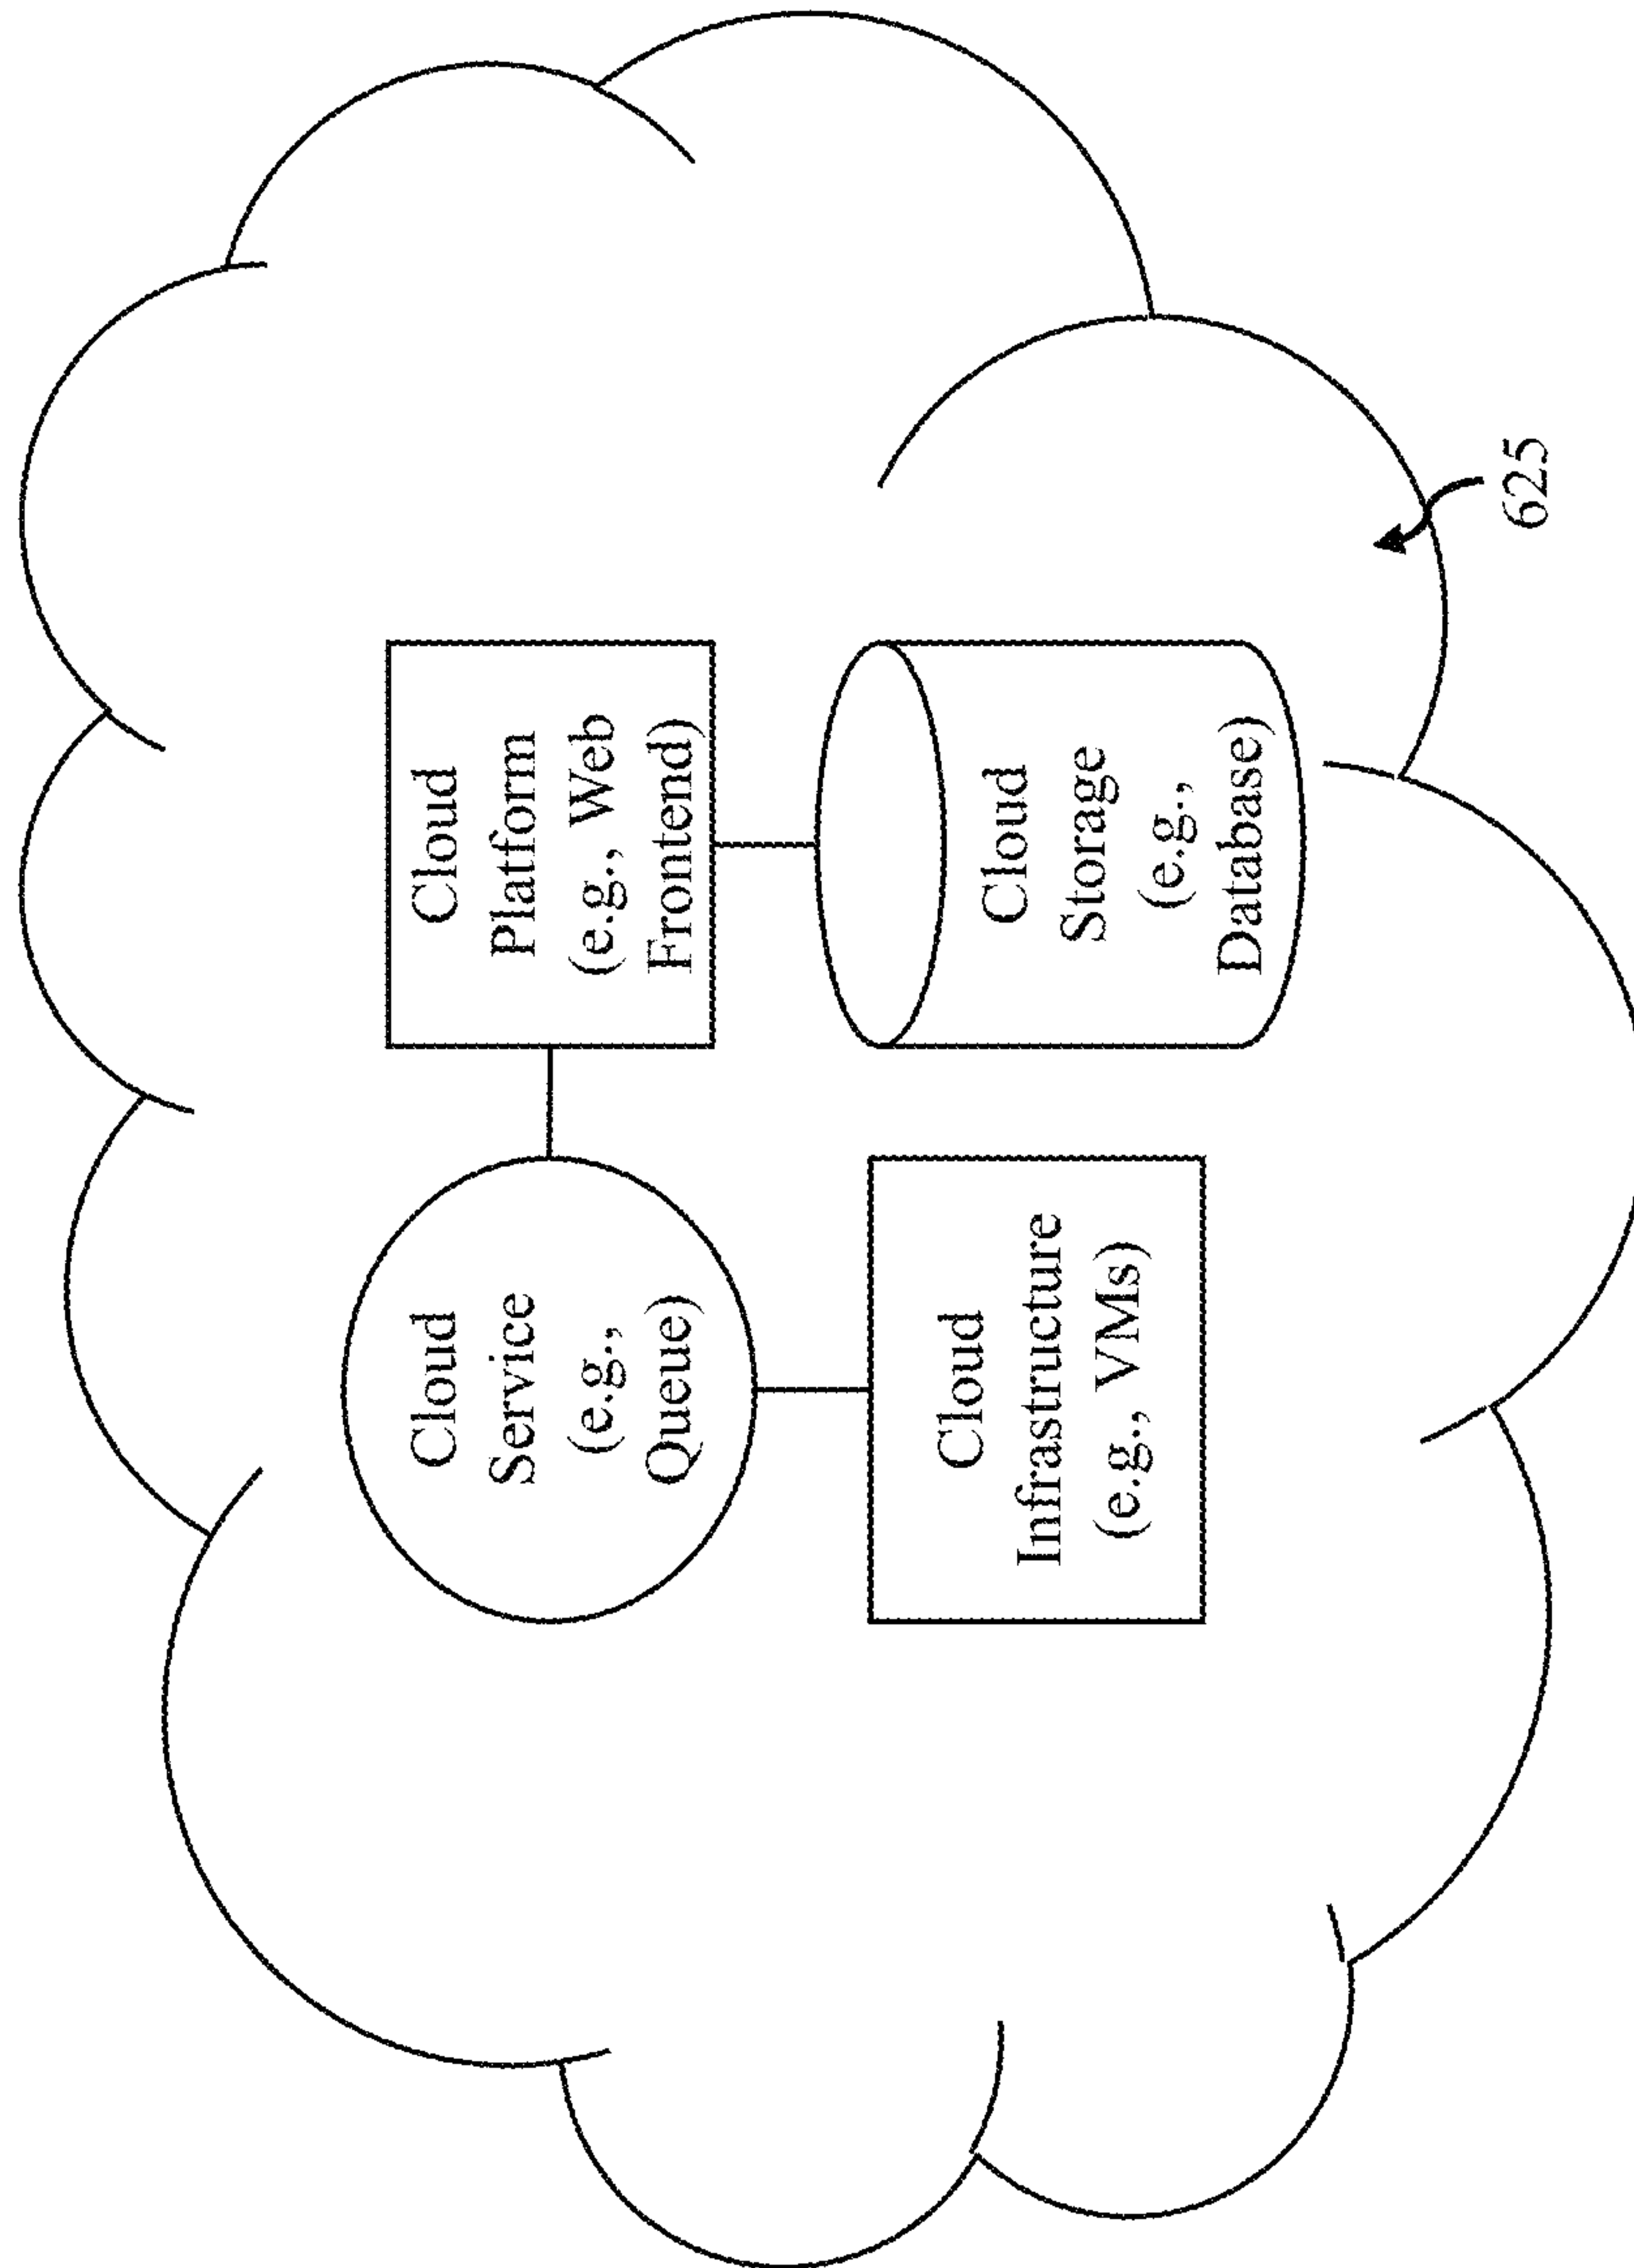 Cloud
Service
(e.g.,
Queue)
Cloud
Platform
(e.g., Web
Frontend)
Cloud
Infrastructure
(e.g., VMs)
Cloud
Storage
(e.g.,
Database)
625